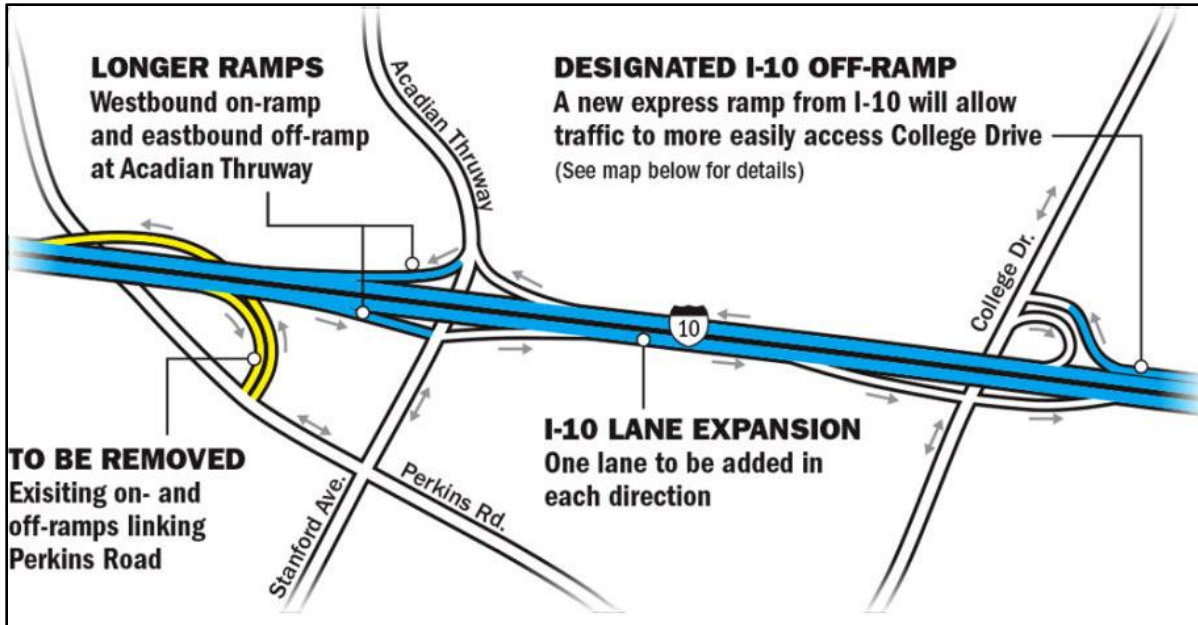 LONGER RAMPS
Westbound on-ramp
and eastbound off-ramp
at Acadian Thruway
Acadian Thruway
DESIGNATED I-10 OFF-RAMP
A new express ramp from I-10 will allow
traffic to more easily access College Drive
(See map below for details)
College Dr.
10
TO BE REMOVED
Exisiting on- and
off-ramps linking
Perkins Road
Stanford Ave.
Perkins Rd.
I-10 LANE EXPANSION
One lane to be added in
each direction